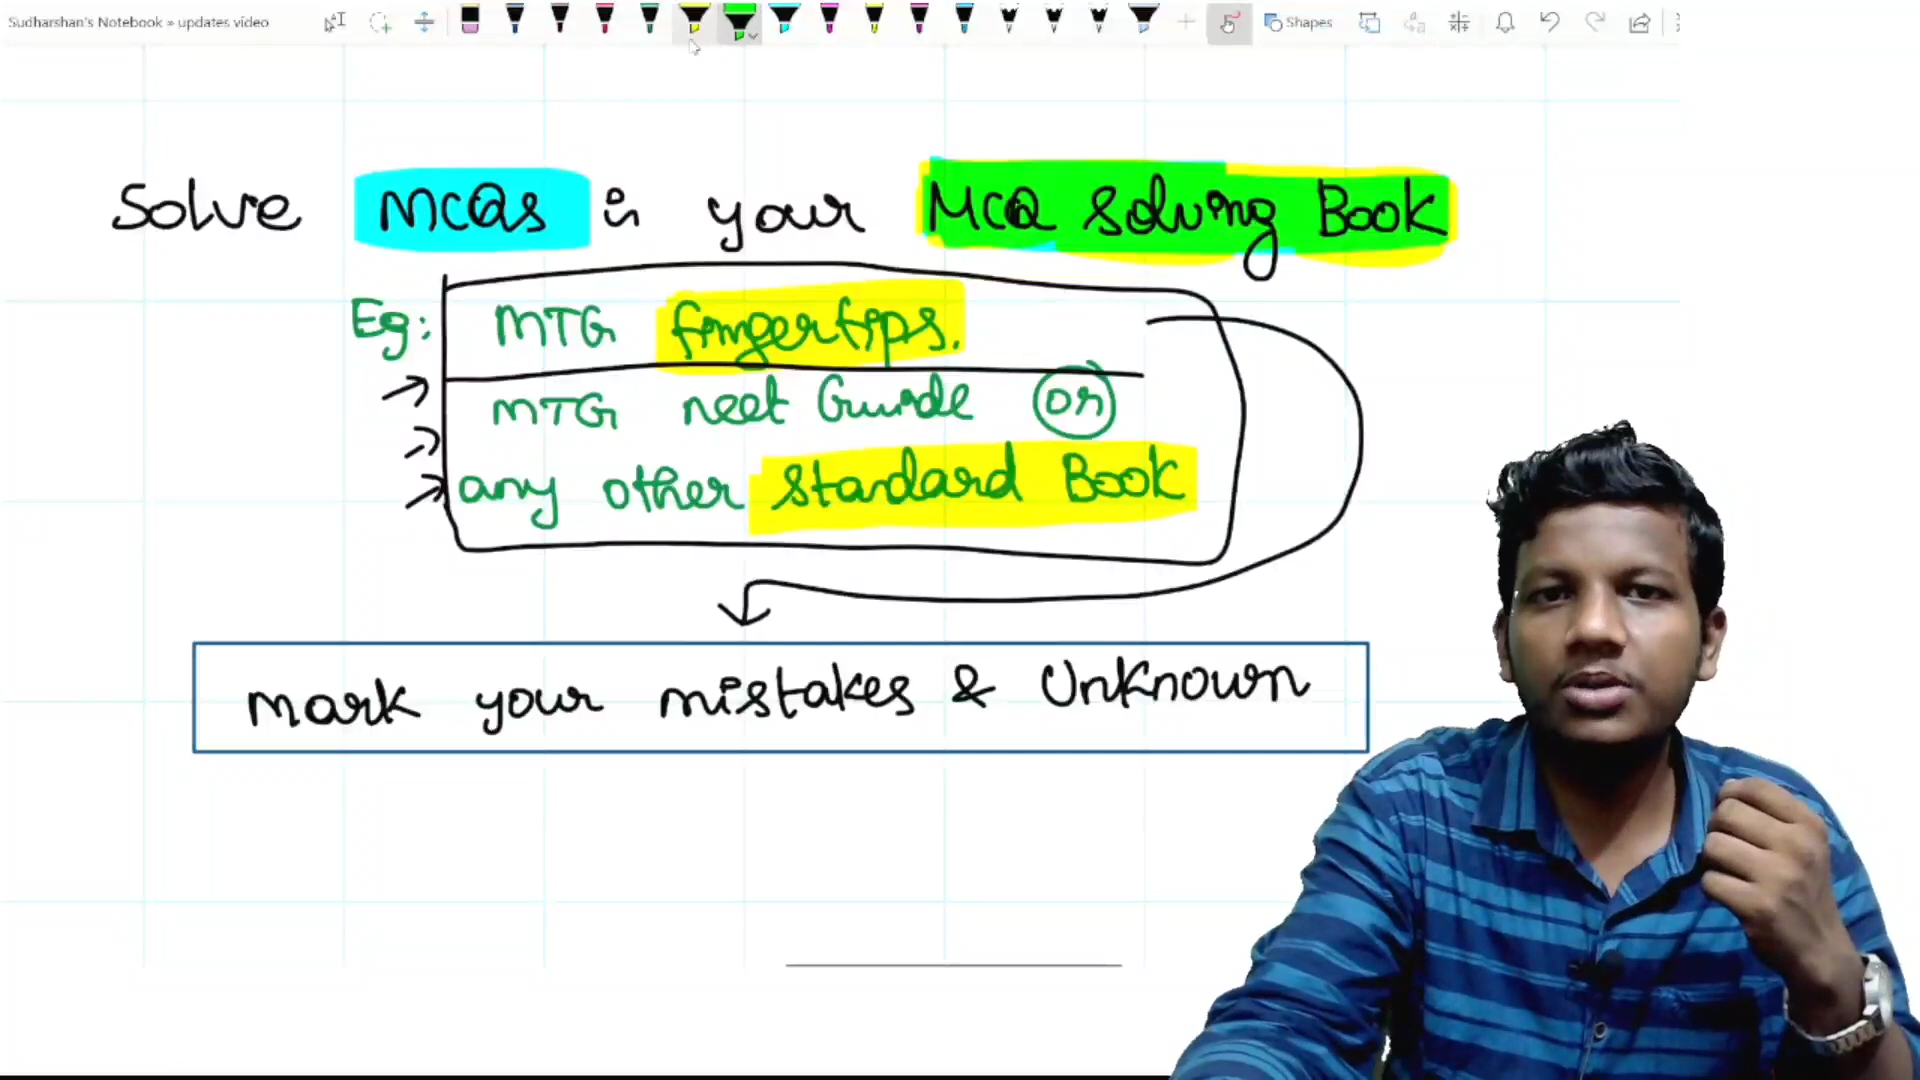 Sudharshan's Notebook » updates video
Shapes
Solve MCQs in your MCQ Solving Book
Eg: MTG fingertips.
MTG neet Guide or
any other standard Book
mark your mistakes & Unknown